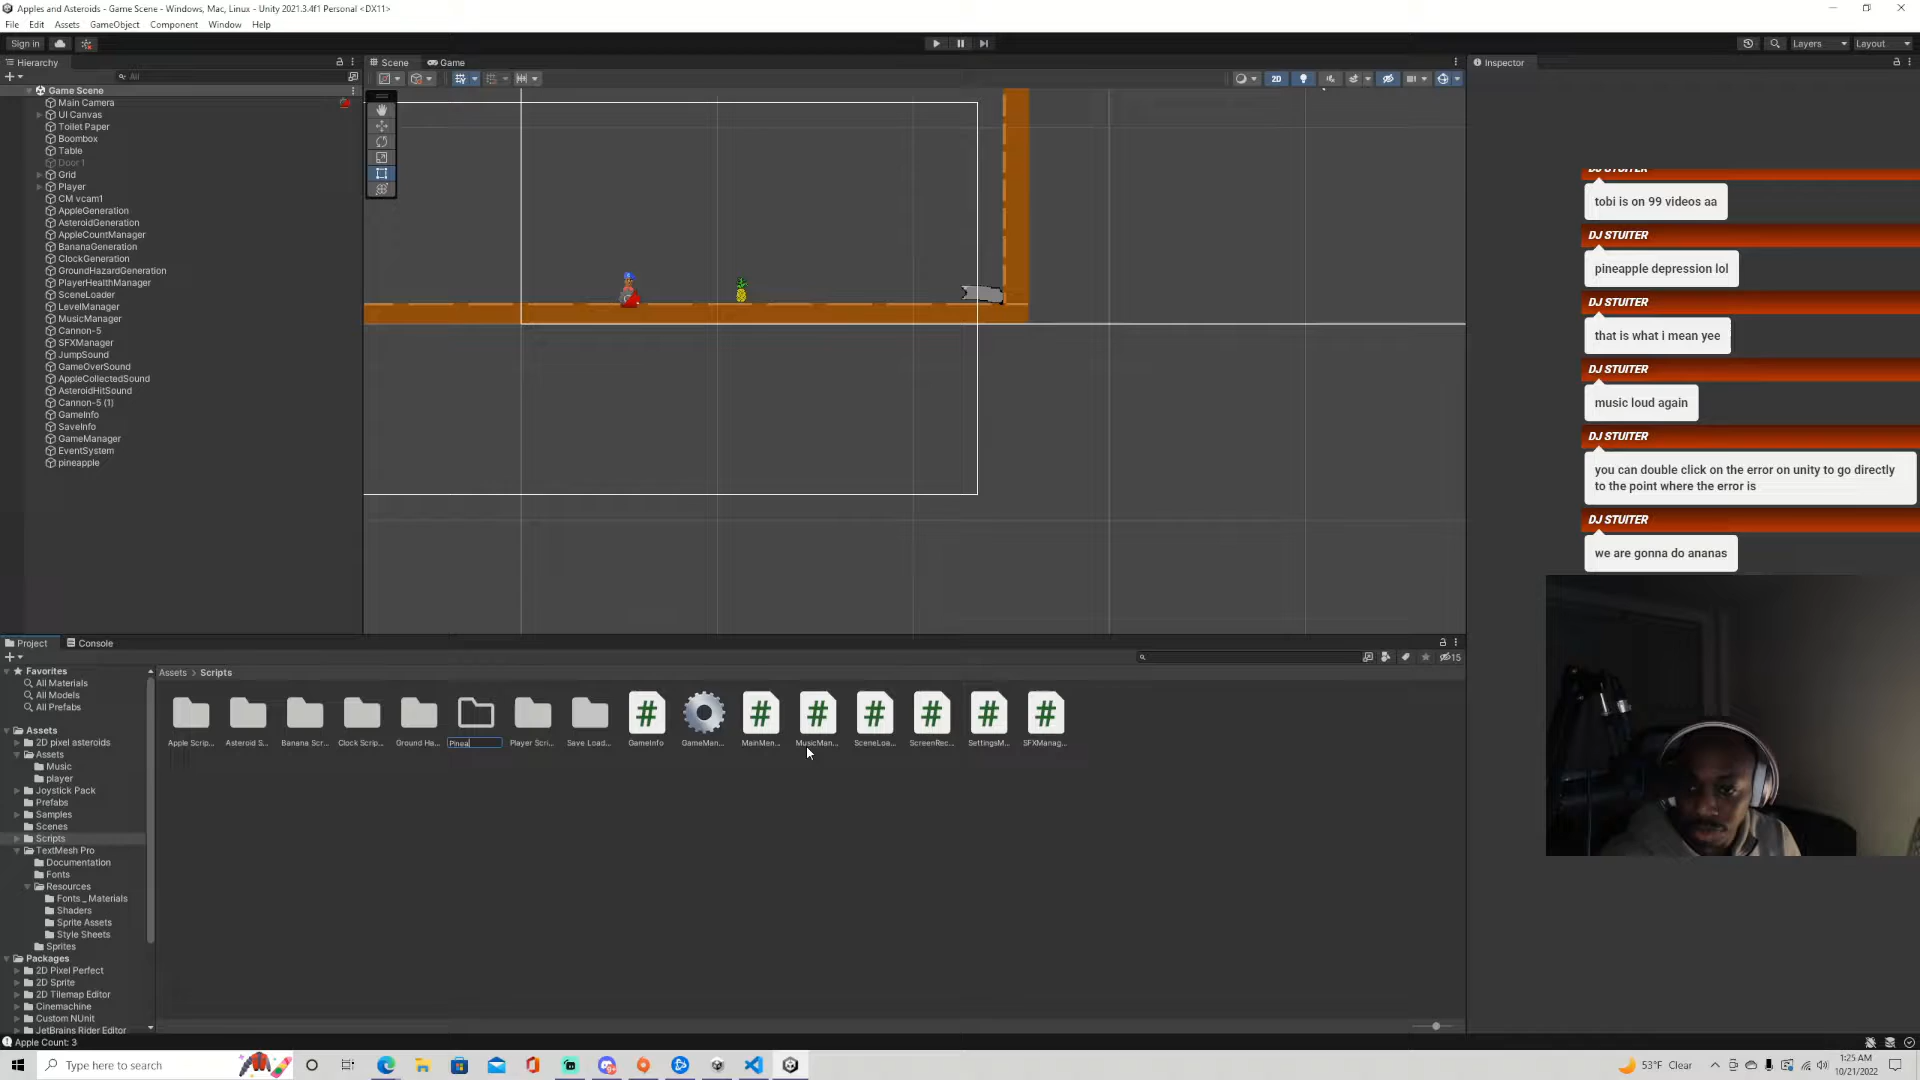 Apples and Asteroids - Game Scene - Windows, Mac, Linux - Unity 2021.3.4f1 Personal <DX11>
File Edit Assets GameObject Component Window Help
Sign in
Layers
Layout
Hierarchy
All
Game Scene
Main Camera
UI Canvas
Toilet Paper
Boombox
Table
Door 1
Grid
Player
CM vcam1
AppleGeneration
AsteroidGeneration
AppleCountManager
BananaGeneration
ClockGeneration
GroundHazardGeneration
PlayerHealthManager
SceneLoader
LevelManager
MusicManager
Cannon-5
SFXManager
JumpSound
GameOverSound
AppleCollectedSound
AsteroidHitSound
Cannon-5 (1)
GameInfo
SaveInfo
GameManager
EventSystem
pineapple
Scene
Game
2D
Inspector
DJ STUITER
tobi is on 99 videos aa
DJ STUITER
pineapple depression lol
DJ STUITER
that is what i mean yee
DJ STUITER
music loud again
DJ STUITER
you can double click on the error on unity to go directly
to the point where the error is
DJ STUITER
we are gonna do ananas
Project
Console
15
Favorites
All Materials
All Models
All Prefabs
Assets
2D pixel asteroids
Assets
Music
player
Joystick Pack
Prefabs
Samples
Scenes
Scripts
TextMesh Pro
Documentation
Fonts
Resources
Fonts _ Materials
Shaders
Sprite Assets
Style Sheets
Sprites
Packages
2D Pixel Perfect
2D Sprite
2D Tilemap Editor
Cinemachine
Custom NUnit
JetBrains Rider Editor
Assets > Scripts
Apple Scrip...
Asteroid S...
Banana Scr...
Clock Scrip...
Ground Ha...
Pinea
Player Scri...
Save Load...
GameInfo
GameMan...
MainMan...
MusicMan...
SceneLoa...
ScreenRec...
SettingsM...
SFXManag...
Apple Count: 3
Type here to search
53°F Clear
1:25 AM
10/21/2022